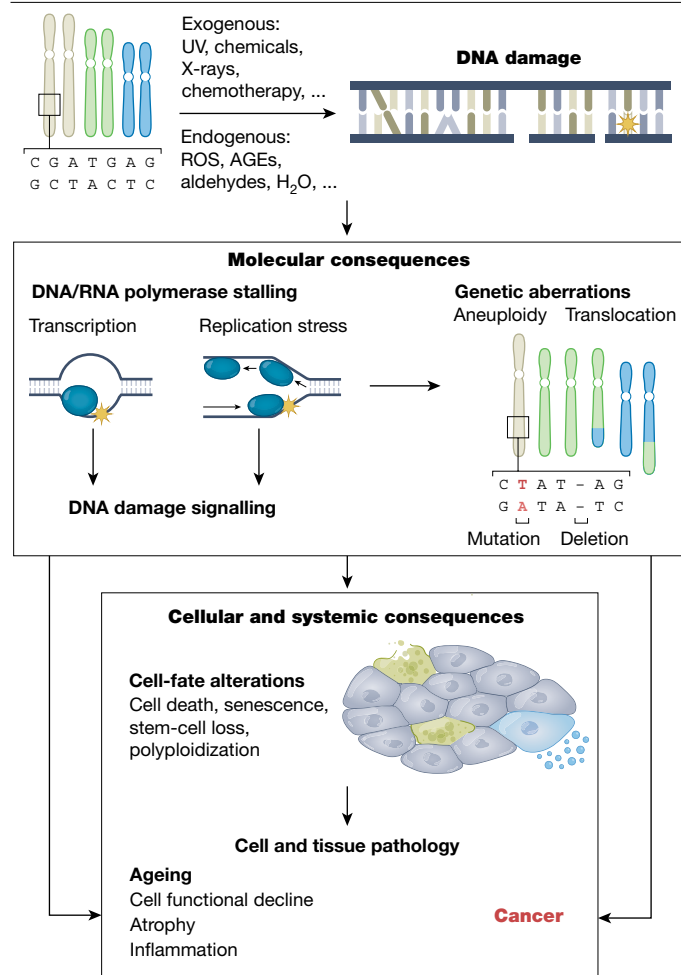 Exogenous:
UV, chemicals,
X-rays,
chemotherapy, ...
Endogenous:
ROS, AGEs,
aldehydes, H2O, ...
DNA damage
C G A T G A G
G C T A C T C
Molecular consequences
DNA/RNA polymerase stalling
Transcription
Replication stress
DNA damage signalling
Genetic aberrations
Aneuploidy Translocation
C T A T – A G
G A T A – T C
Mutation Deletion
Cellular and systemic consequences
Cell-fate alterations
Cell death, senescence,
stem-cell loss,
polyploidization
Cell and tissue pathology
Ageing
Cell functional decline
Atrophy
Inflammation
Cancer